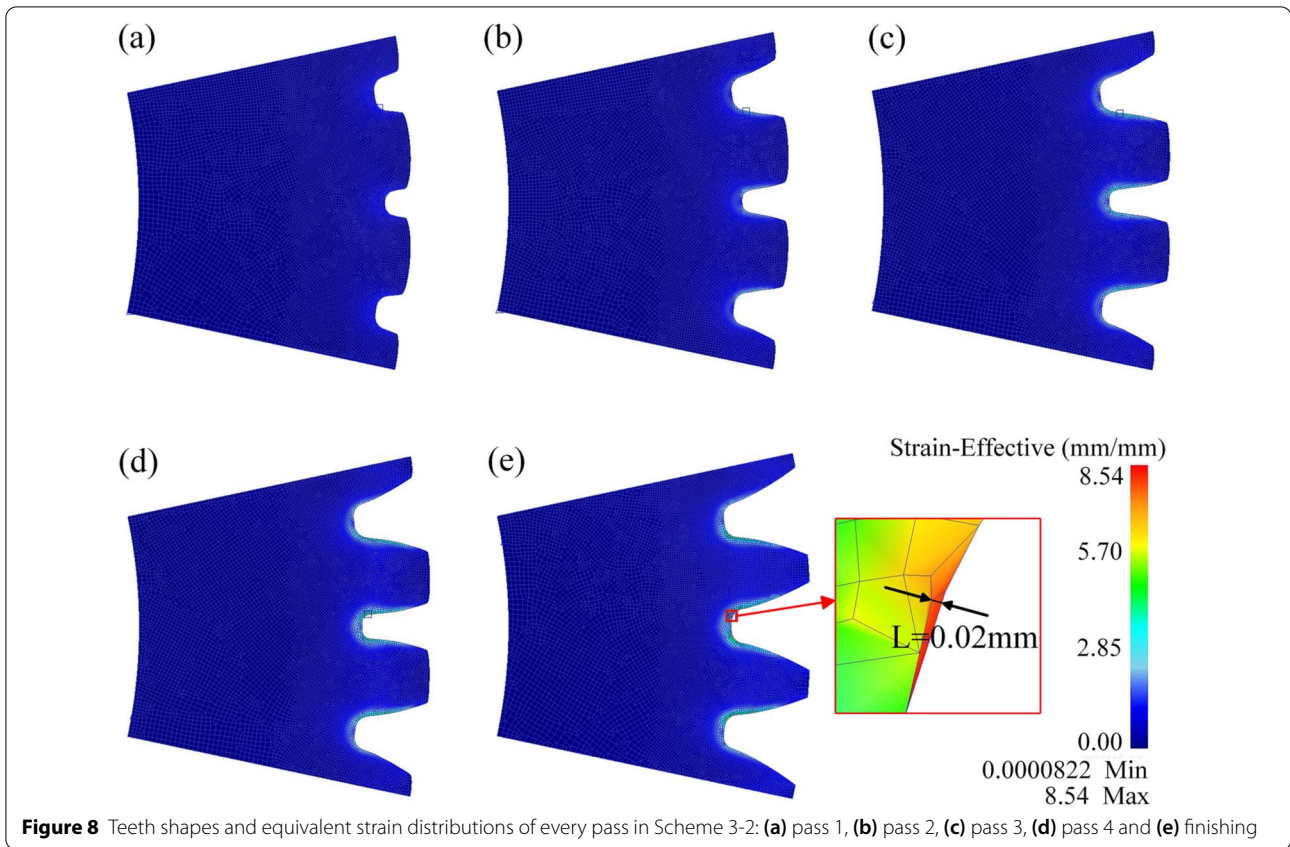 (a)
(b)
(c)
(d)
(e)
Strain-Effective (mm/mm)
8.54
5.70
2.85
0.00
0.0000822 Min
8.54 Max
L=0.02mm
Figure 8 Teeth shapes and equivalent strain distributions of every pass in Scheme 3-2: (a) pass 1, (b) pass 2, (c) pass 3, (d) pass 4 and (e) finishing